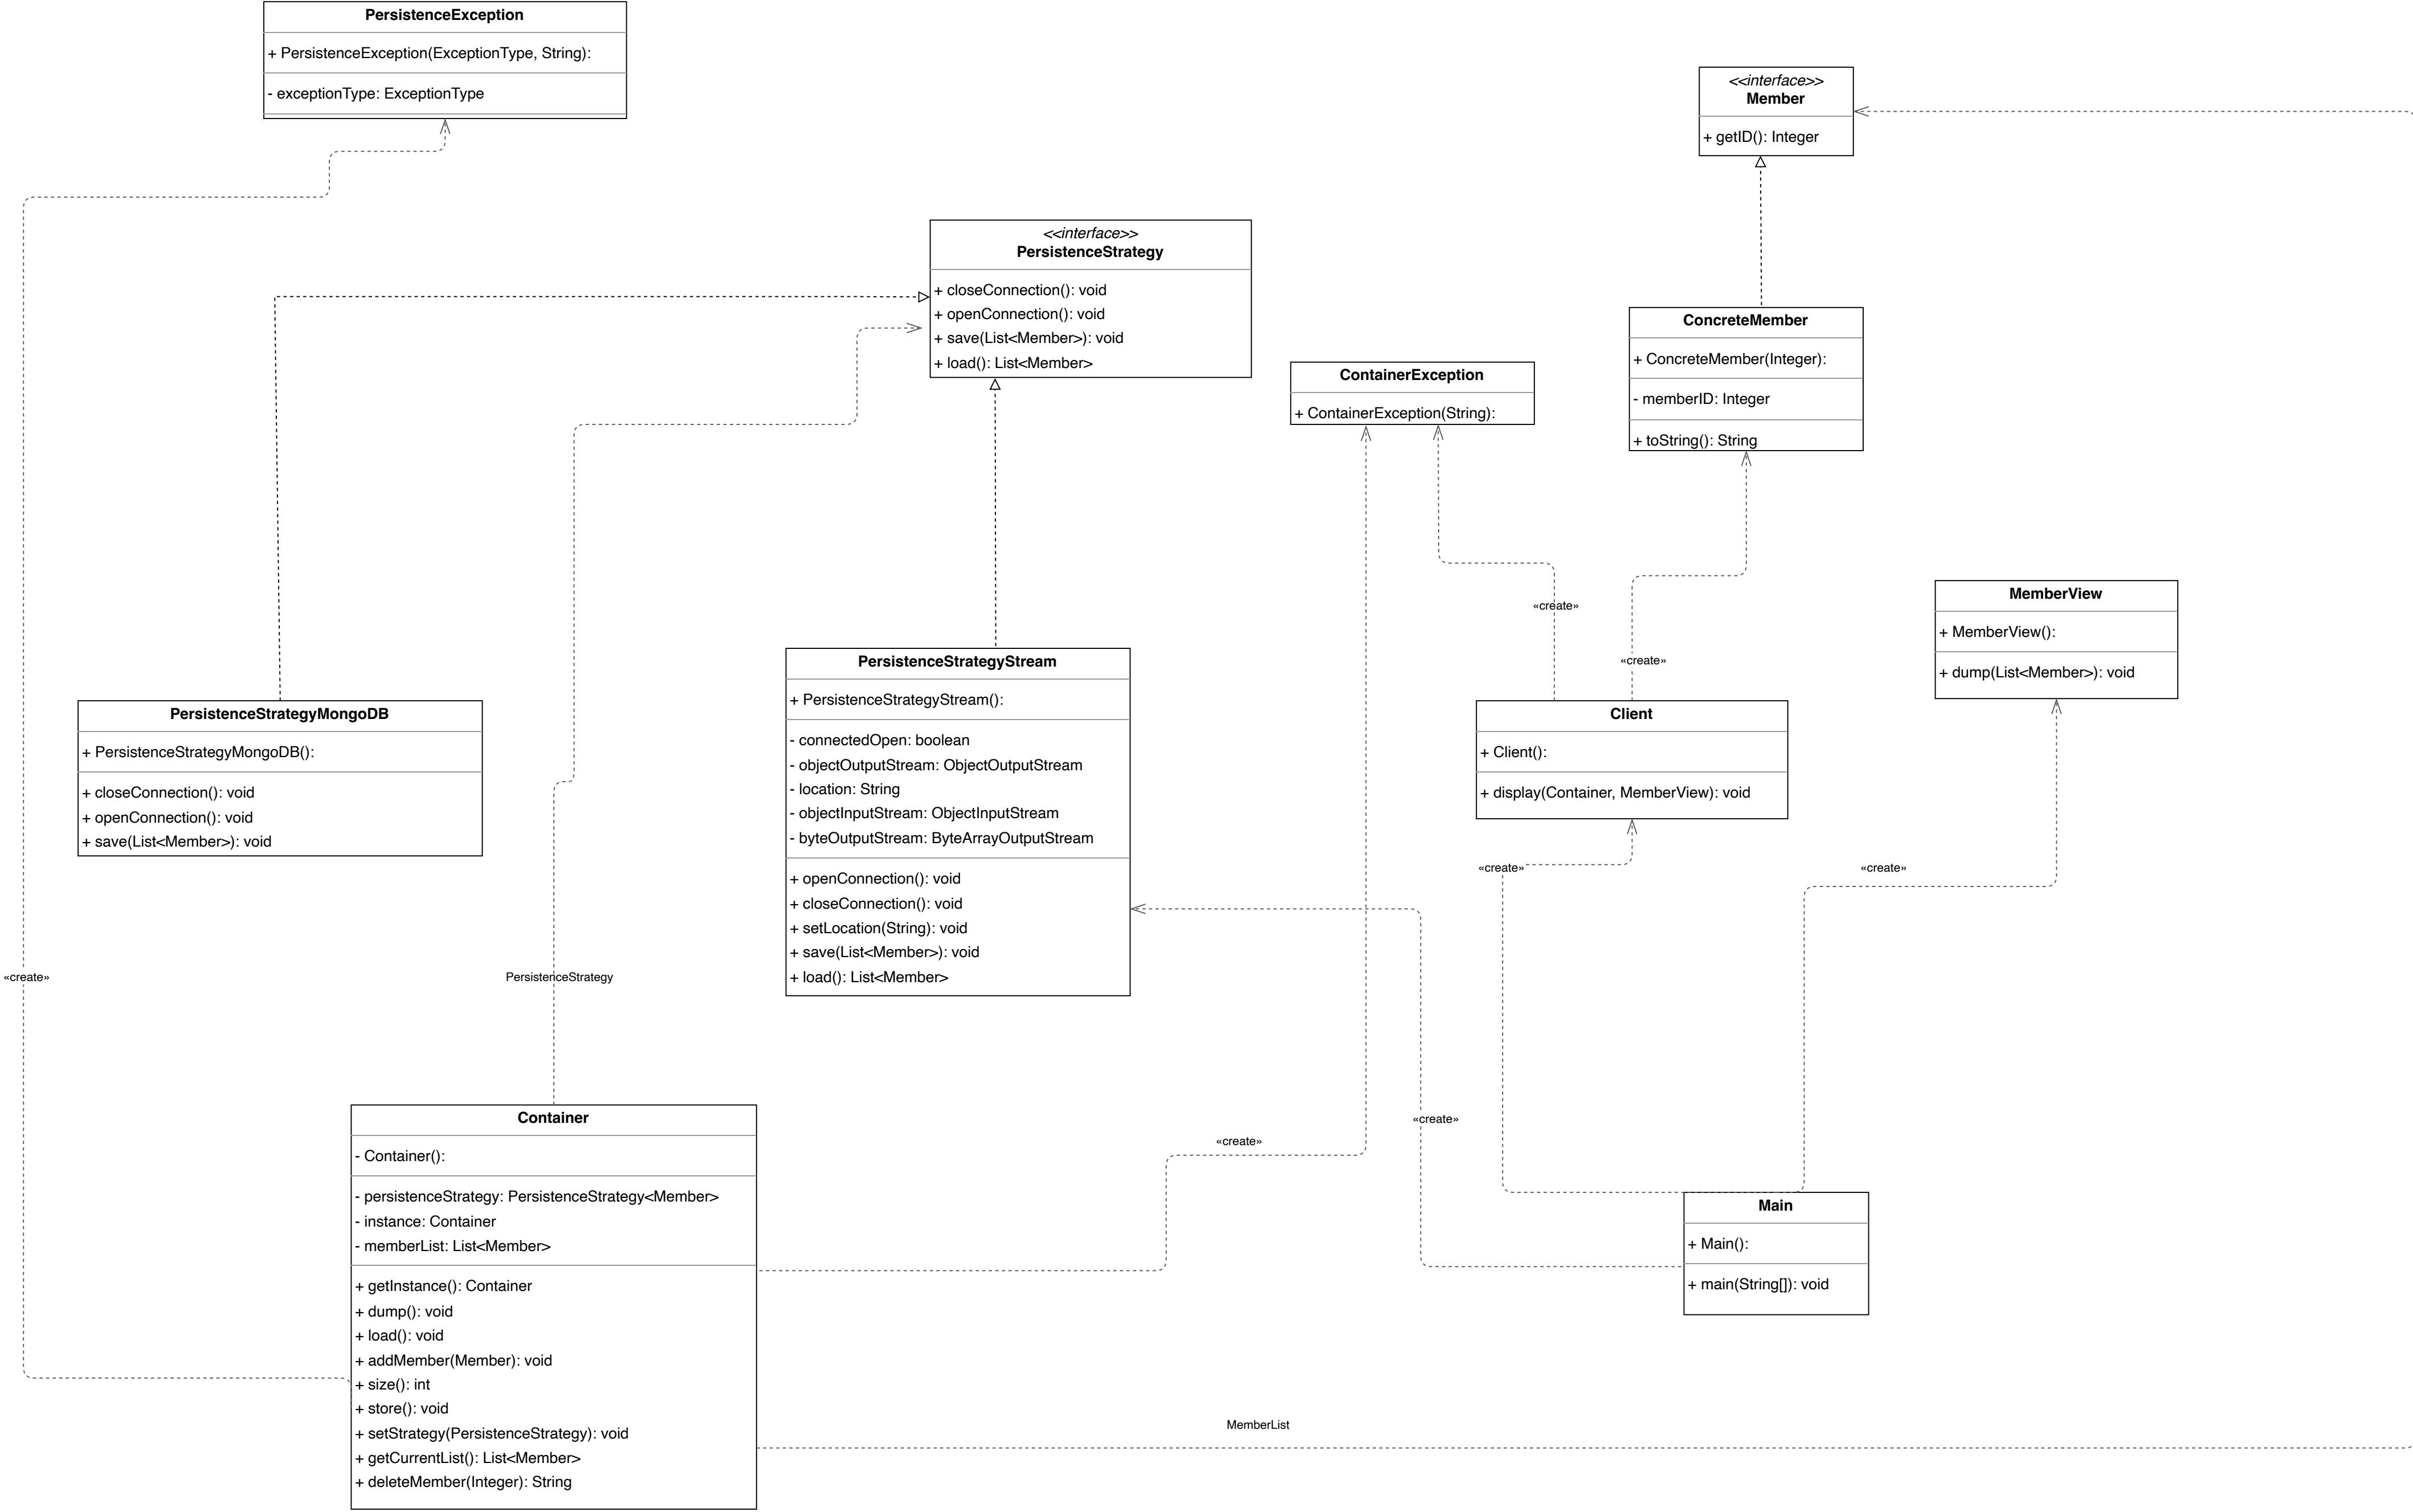 PersistenceException
+ PersistenceException(ExceptionType, String):
- exceptionType: ExceptionType
<<interface>>
Member
+ getID(): Integer
<<interface>>
PersistenceStrategy
+ closeConnection(): void
+ openConnection(): void
+ save(List<Member>): void
+ load(): List<Member>
ConcreteMember
+ ConcreteMember(Integer):
- memberID: Integer
+ toString(): String
ContainerException
+ ContainerException(String):
«create»
«create»
MemberView
+ MemberView():
+ dump(List<Member>): void
PersistenceStrategyStream
+ PersistenceStrategyStream():
- connectedOpen: boolean
- objectOutputStream: ObjectOutputStream
- location: String
- objectInputStream: ObjectInputStream
- byteOutputStream: ByteArrayOutputStream
+ openConnection(): void
+ closeConnection(): void
+ setLocation(String): void
+ save(List<Member>): void
+ load(): List<Member>
PersistenceStrategyMongoDB
+ PersistenceStrategyMongoDB():
+ closeConnection(): void
+ openConnection(): void
+ save(List<Member>): void
Client
+ Client():
+ display(Container, MemberView): void
«create»
«create»
«create»
PersistenceStrategy
Container
- Container():
- persistenceStrategy: PersistenceStrategy<Member>
- instance: Container
- memberList: List<Member>
+ getInstance(): Container
+ dump(): void
+ load(): void
+ addMember(Member): void
+ size(): int
+ store(): void
+ setStrategy(PersistenceStrategy): void
+ getCurrentList(): List<Member>
+ deleteMember(Integer): String
«create»
«create»
Main
+ Main():
+ main(String[]): void
MemberList